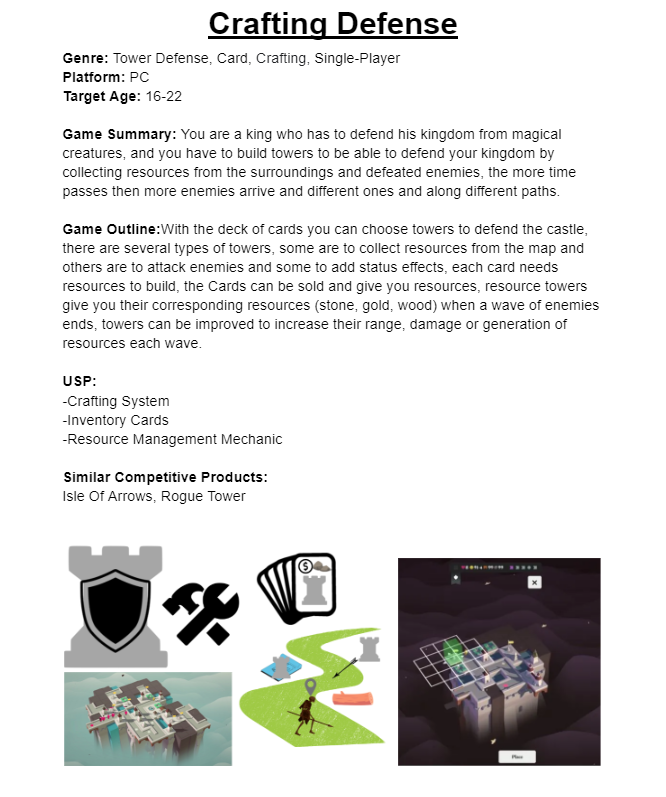 Crafting Defense
Genre: Tower Defense, Card, Crafting, Single-Player
Platform: PC
Target Age: 16-22
Game Summary: You are a king who has to defend his kingdom from magical
creatures, and you have to build towers to be able to defend your kingdom by
collecting resources from the surroundings and defeated enemies, the more time
passes then more enemies arrive and different ones and along different paths.
Game Outline:With the deck of cards you can choose towers to defend the castle,
there are several types of towers, some are to collect resources from the map and
others are to attack enemies and some to add status effects, each card needs
resources to build, the Cards can be sold and give you resources, resource towers
give you their corresponding resources (stone, gold, wood) when a wave of enemies
ends, towers can be improved to increase their range, damage or generation of
resources each wave.
USP:
-Crafting System
-Inventory Cards
-Resource Management Mechanic
Similar Competitive Products:
Isle Of Arrows, Rogue Tower
$
Place